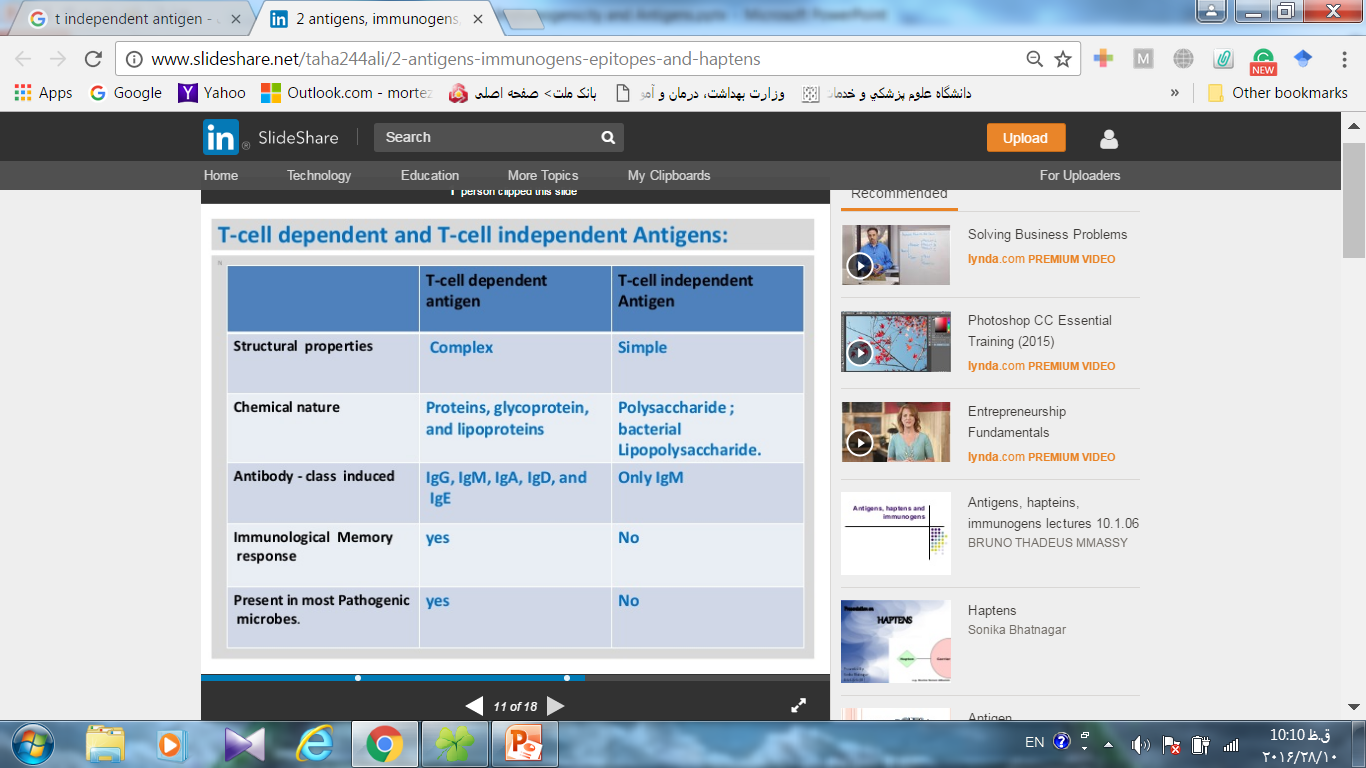 t independent antigen -
2 antigens, immunogens,
www.slideshare.net/taha244ali/2-antigens-immunogens-epitopes-and-haptens
NEW
Apps
Google
Yahoo
Outlook.com - mortez
بانک ملت> صفحه اصلی
وزارت بهداشت، درمان و آمو
دانشگاه علوم پزشکی و خدمات
»
Other bookmarks
in SlideShare
Search
Upload
Home
Technology
Education
More Topics
My Clipboards
For Uploaders
1 person clipped this slide
T-cell dependent and T-cell independent Antigens:
T-cell dependent
antigen
T-cell independent
Antigen
Structural properties
Complex
Simple
Chemical nature
Proteins, glycoprotein,
and lipoproteins
Polysaccharide ;
bacterial
Lipopolysaccharide.
Antibody - class induced
IgG, IgM, IgA, IgD, and
IgE
Only IgM
Immunological Memory
response
yes
No
Present in most Pathogenic
microbes.
yes
No
11 of 18
Recommended
Solving Business Problems
lynda.com PREMIUM VIDEO
Photoshop CC Essential
Training (2015)
lynda.com PREMIUM VIDEO
Entrepreneurship
Fundamentals
lynda.com PREMIUM VIDEO
Antigens, haptens and
immunogens
Antigens, hapteins,
immunogens lectures 10.1.06
BRUNO THADEUS MMASSY
HAPTENS
Haptens
Sonika Bhatnagar
Antigen
EN
10:10 ق.ظ
۲۰۱۶/۲۸/۱۰